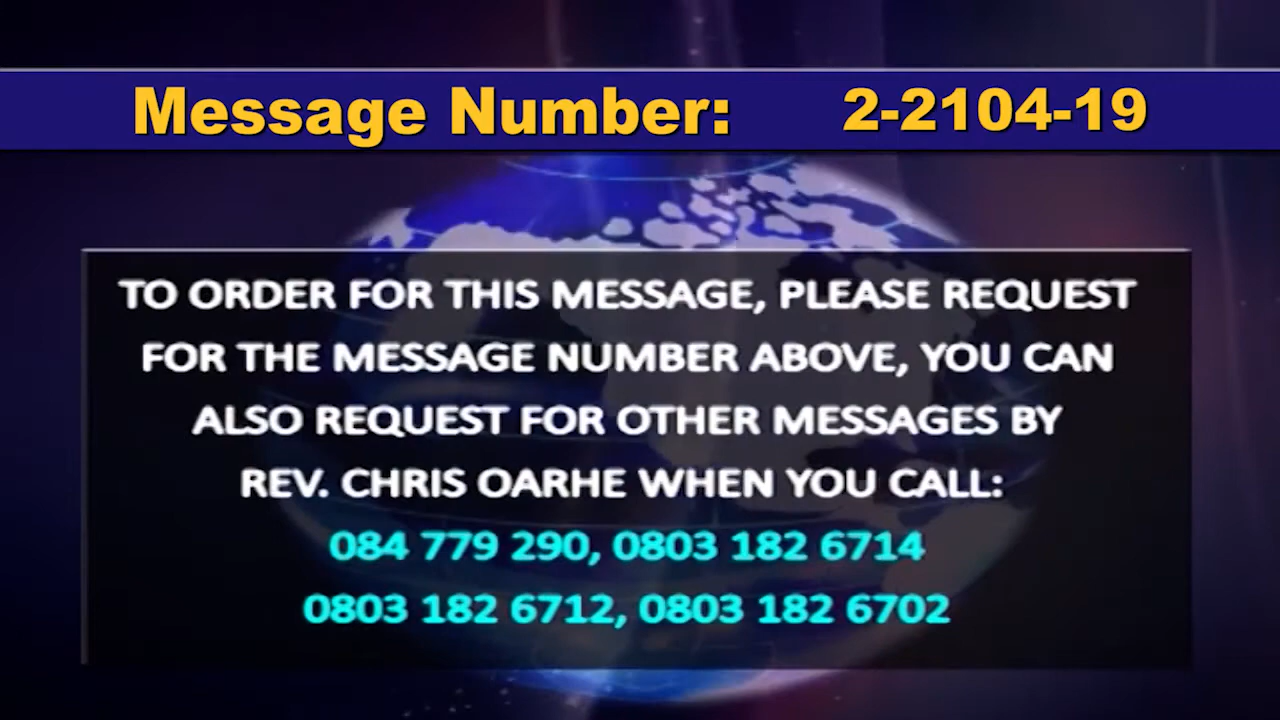 Message Number: 2-2104-19
TO ORDER FOR THIS MESSAGE, PLEASE REQUEST
FOR THE MESSAGE NUMBER ABOVE, YOU CAN
ALSO REQUEST FOR OTHER MESSAGES BY
REV. CHRIS OARHE WHEN YOU CALL:
084 779 290, 0803 182 6714
0803 182 6712, 0803 182 6702